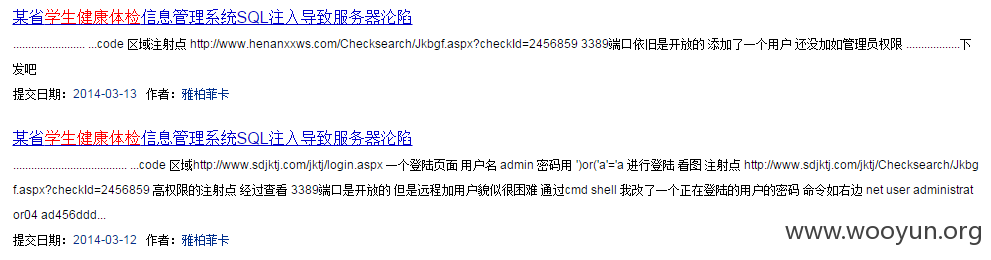 某省学生健康体检信息管理系统SQL注入导致服务器沦陷
......................... ...code 区域注入点 http://www.henanxxws.com/Checksearch/Jkbgf.aspx?checkId=2456859 3389端口依旧是开放的 添加了一个用户 还没加如管理员权限 ..................下
发吧
提交日期：2014-03-13 作者：雅柏菲卡
某省学生健康体检信息管理系统SQL注入导致服务器沦陷
....................................... ...code 区域http://www.sdjktj.com/jktj/login.aspx 一个登陆页面 用户名 admin 密码用 ')or('a'='a 进行登陆 看图 注射点 http://www.sdjktj.com/jktj/Checksearch/Jkbg
f.aspx?checkId=2456859 高权限的注射点 经过查看 3389端口是开放的 但是远程加用户貌似很困难 通过cmd shell 我改了一个正在登陆的用户的密码 命令如右边 net user administrat
or04 ad456ddd...
提交日期：2014-03-12 作者：雅柏菲卡
www.wooyun.org